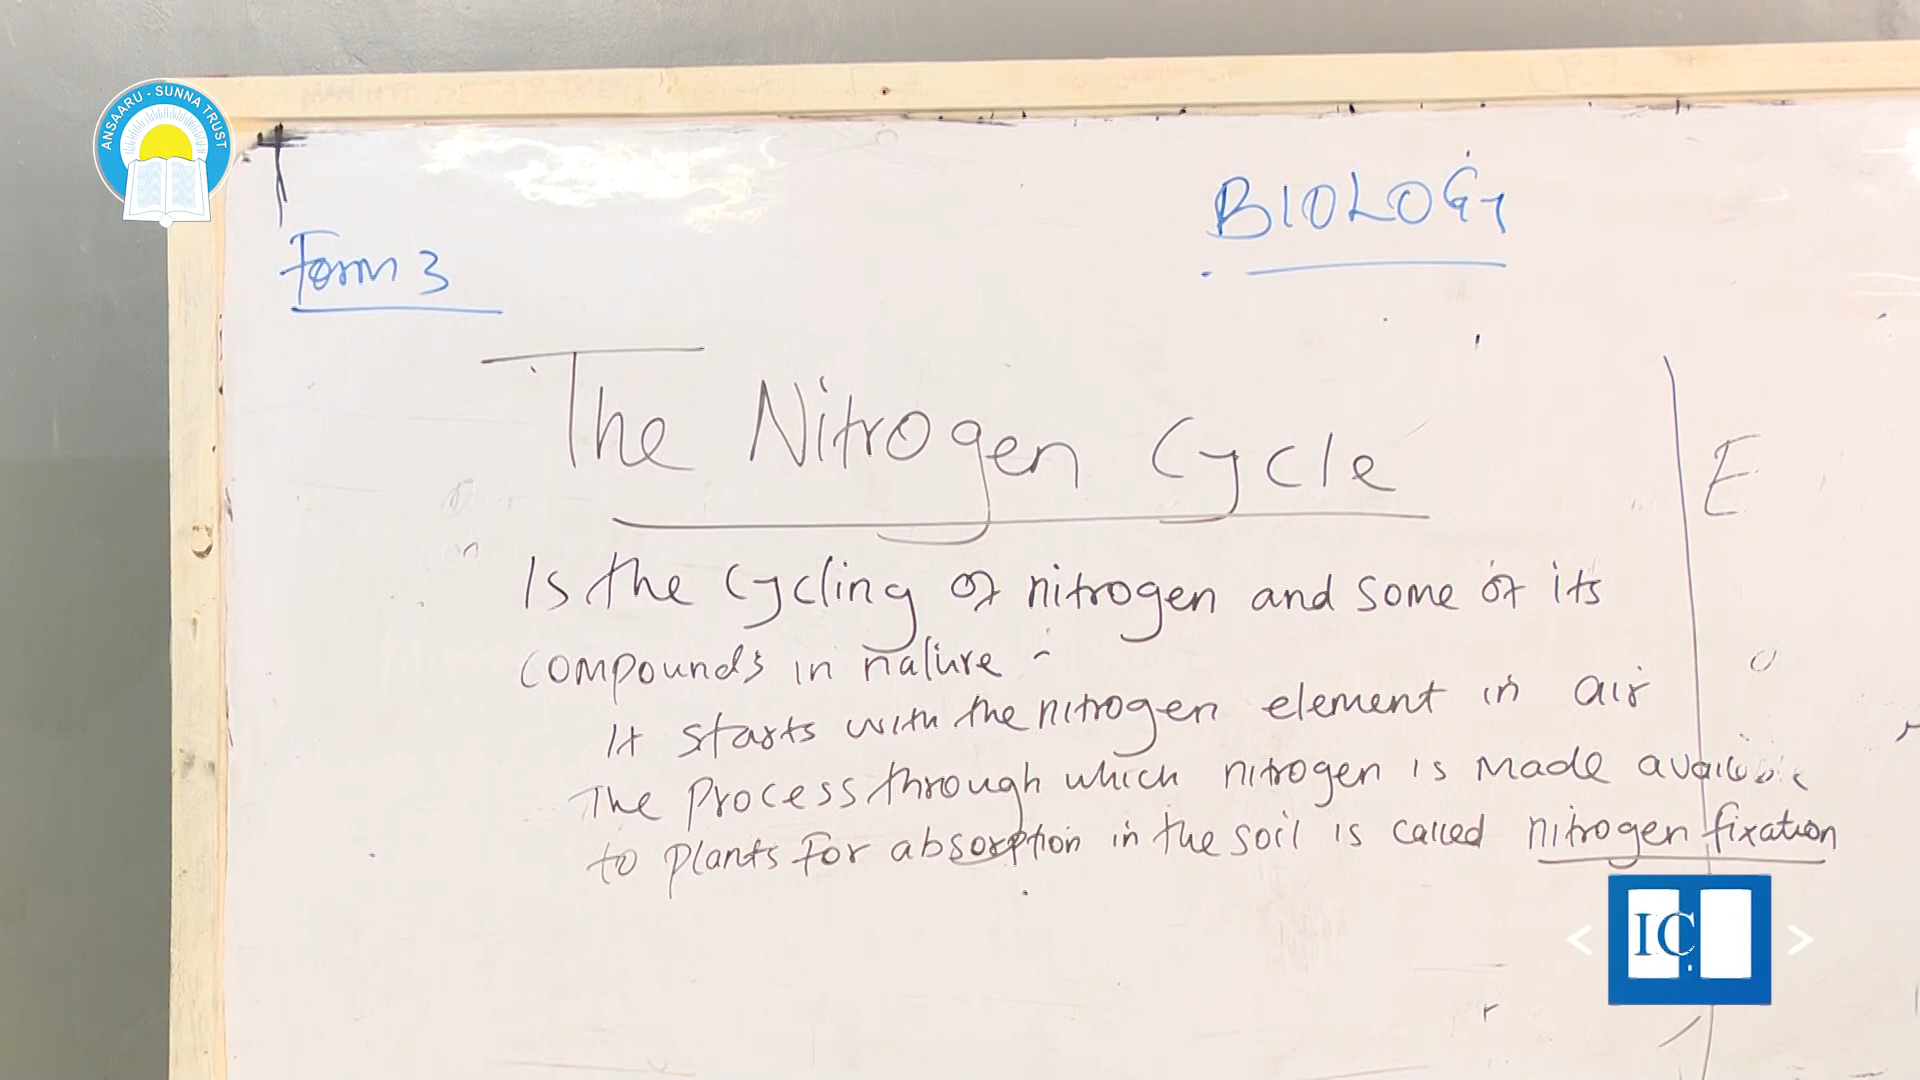 ANSAARU - SUNNA TRUST
BIOLOGY
Form 3
The Nitrogen Cycle
E
Is the cycling of nitrogen and some of its
compounds in nature -
It starts with the nitrogen element in air
The process through which nitrogen is made available
to plants for absorption in the soil is called nitrogen fixation
IC